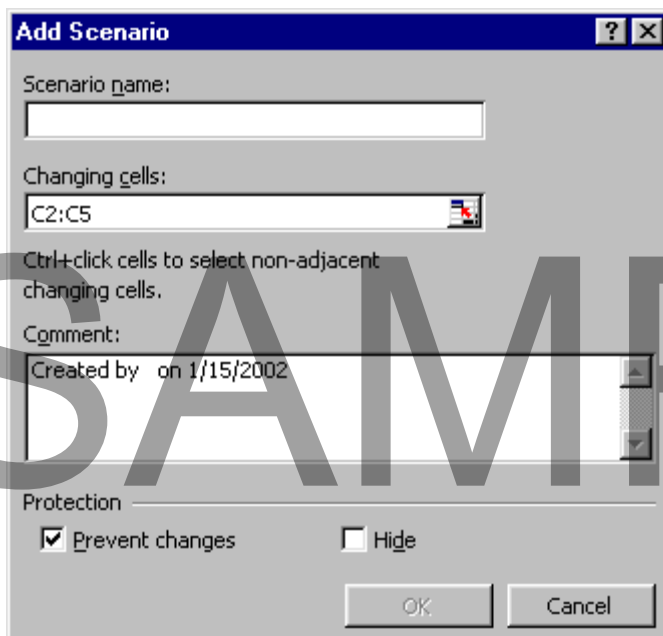 Add Scenario
Scenario name:
Changing cells:
C2:C5
Ctrl+click cells to select non-adjacent
changing cells.
Comment:
Created by   on 1/15/2002
Protection
Prevent changes
Hide
OK
Cancel